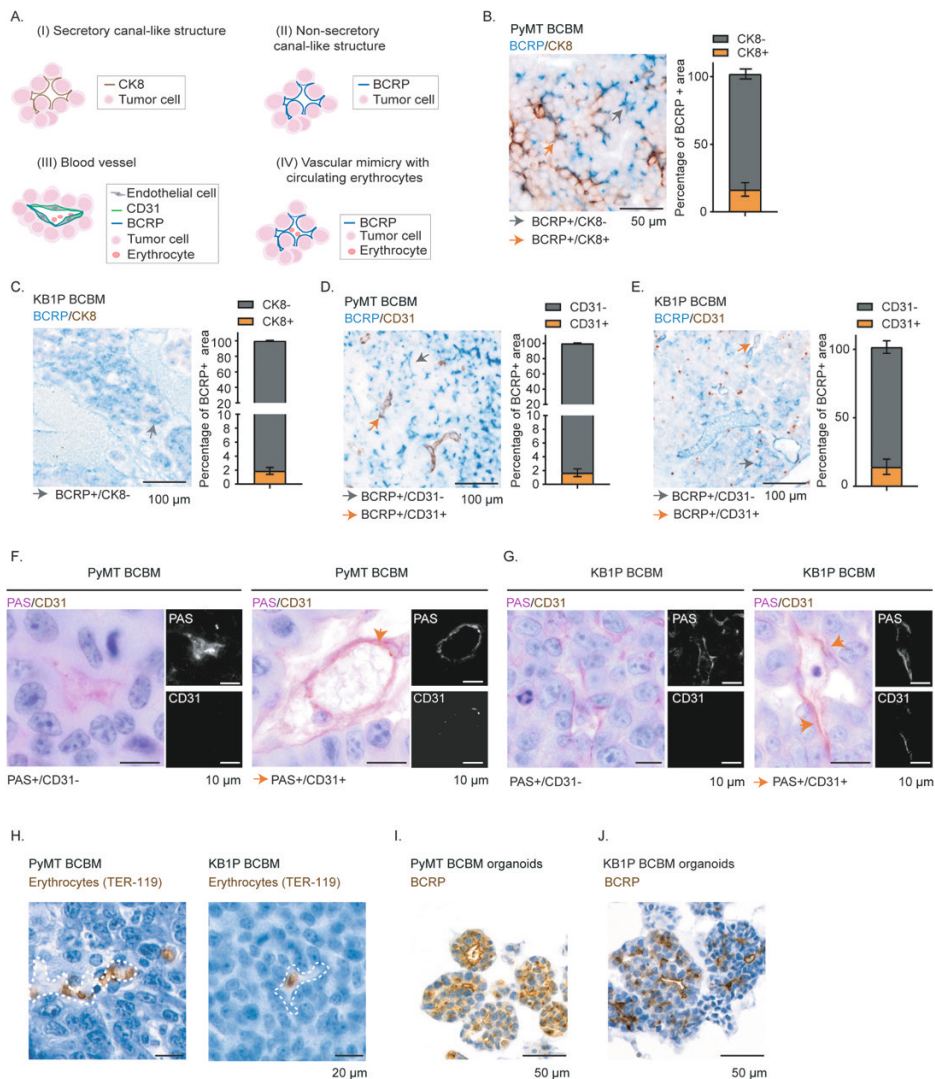 A.
(I) Secretory canal-like structure
CK8
Tumor cell
(II) Non-secretory
canal-like structure
BCRP
Tumor cell
(III) Blood vessel
Endothelial cell
CD31
BCRP
Tumor cell
Erythrocyte
(IV) Vascular mimicry with
circulating erythrocytes
BCRP
Tumor cell
Erythrocyte
B.
PyMT BCBM
BCRP/CK8
BCRP+/CK8-
BCRP+/CK8+
50 µm
CK8-
CK8+
Percentage of BCRP + area
100
50
0
C.
KB1P BCBM
BCRP/CK8
BCRP+/CK8-
100 µm
CK8-
CK8+
Percentage of BCRP+ area
100
80
60
40
20
10
8
6
4
2
0
D.
PyMT BCBM
BCRP/CD31
BCRP+/CD31-
BCRP+/CD31+
100 µm
CD31-
CD31+
Percentage of BCRP+ area
100
80
60
40
20
10
8
6
4
2
0
E.
KB1P BCBM
BCRP/CD31
BCRP+/CD31-
BCRP+/CD31+
100 µm
CD31-
CD31+
Percentage of BCRP+ area
100
50
0
F.
PyMT BCBM
PAS/CD31
PAS
CD31
PAS+/CD31-
10 µm
PyMT BCBM
PAS/CD31
PAS
CD31
PAS+/CD31+
10 µm
G.
KB1P BCBM
PAS/CD31
PAS
CD31
PAS+/CD31-
10 µm
KB1P BCBM
PAS/CD31
PAS
CD31
PAS+/CD31+
10 µm
H.
PyMT BCBM
Erythrocytes (TER-119)
KB1P BCBM
Erythrocytes (TER-119)
20 µm
I.
PyMT BCBM organoids
BCRP
50 µm
J.
KB1P BCBM organoids
BCRP
50 µm